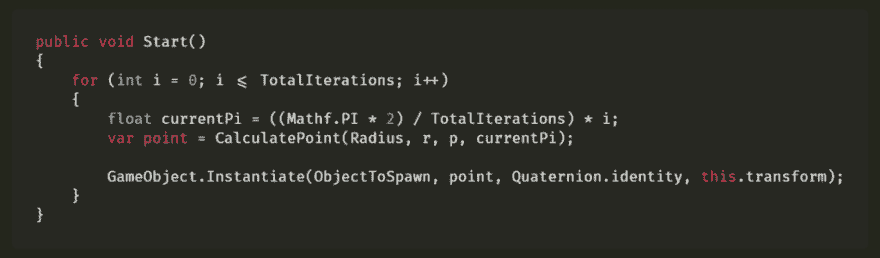 public void Start()
{
    for (int i = 0; i <= TotalIterations; i++)
    {
        float currentPi = ((Mathf.PI * 2) / TotalIterations) * i;
        var point = CalculatePoint(Radius, r, p, currentPi);

        GameObject.Instantiate(ObjectToSpawn, point, Quaternion.identity, this.transform);
    }
}